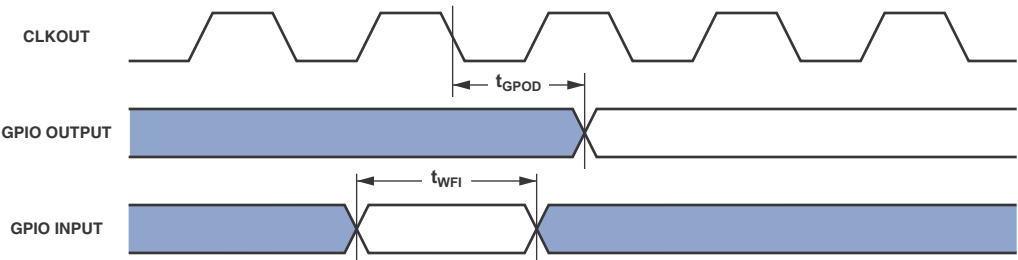 CLKOUT
tGPOD
GPIO OUTPUT
tWFI
GPIO INPUT